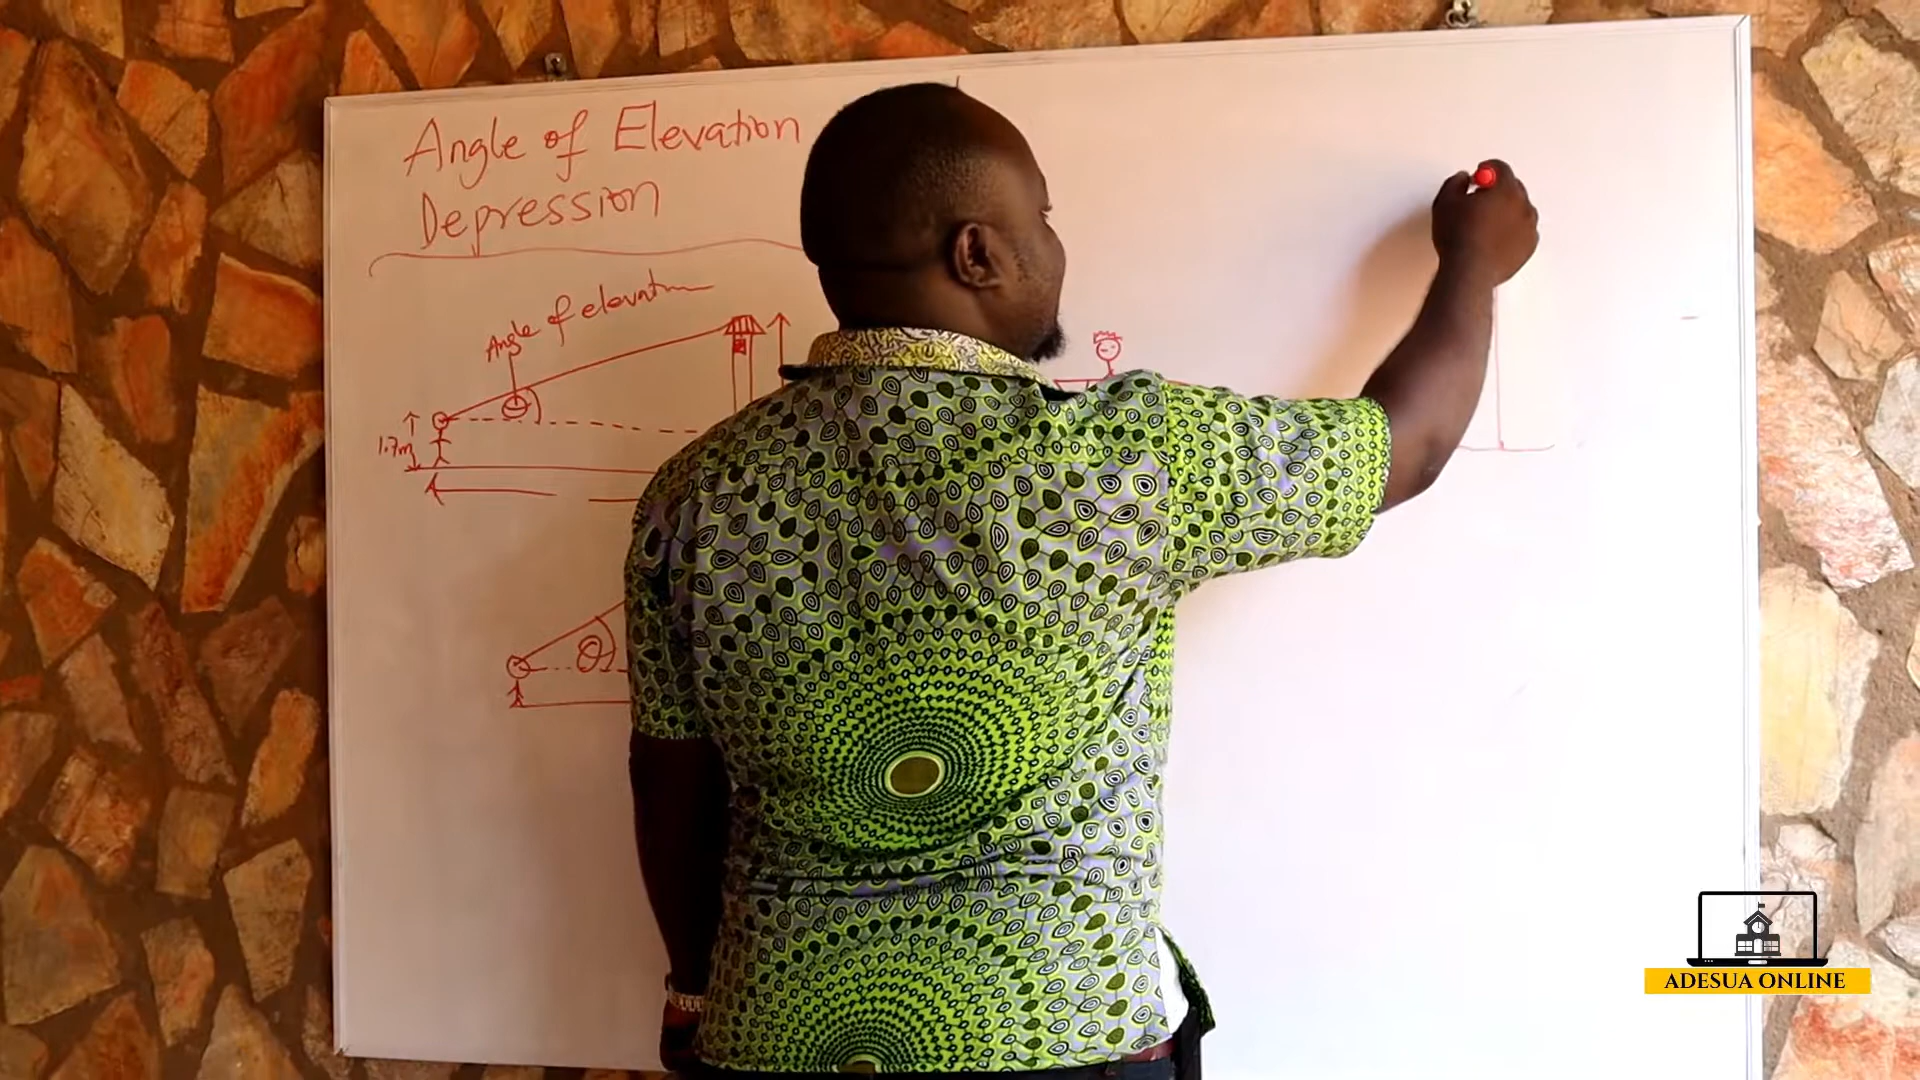 Angle of Elevation
Depression
Angle of elevation
1.7m
θ
ADESUA ONLINE